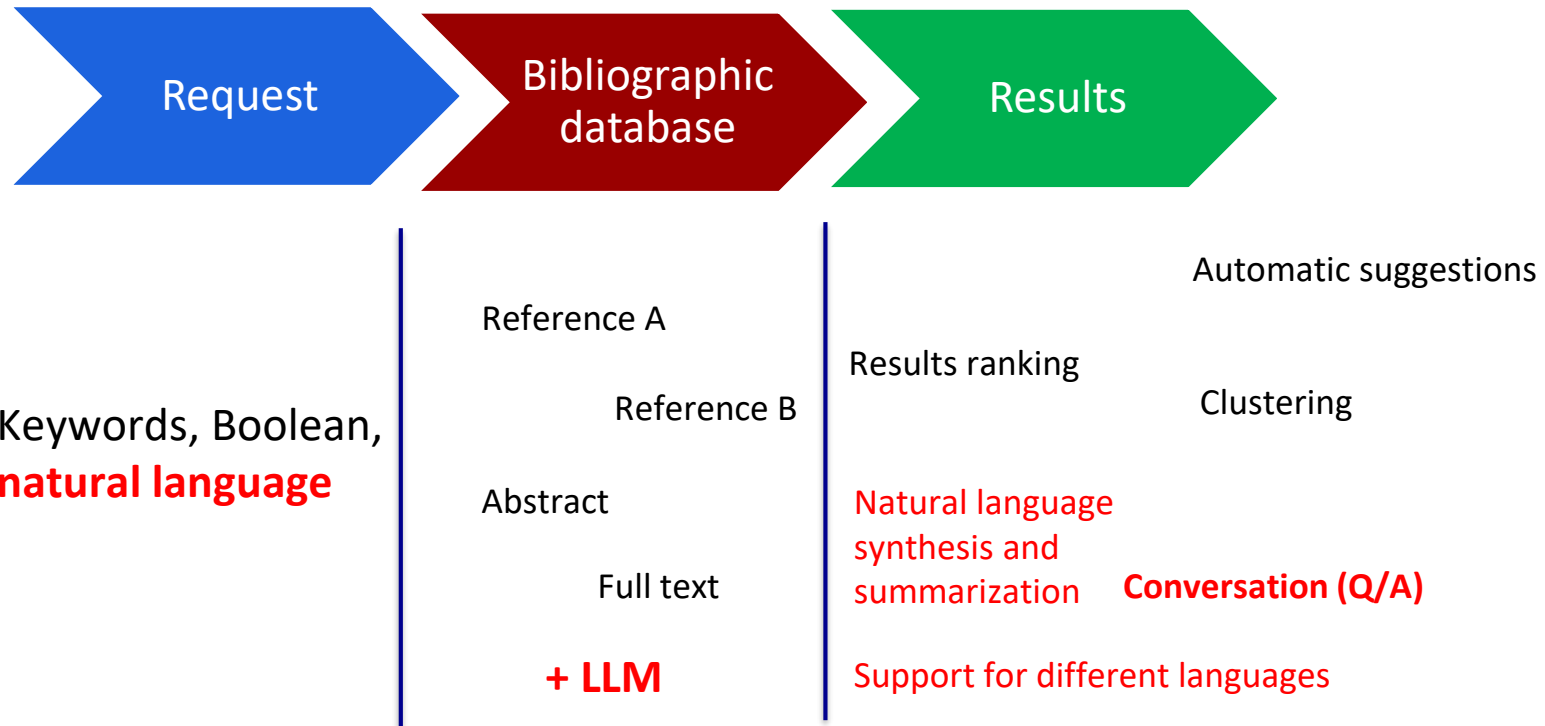 Request
Bibliographic
database
Results
Keywords, Boolean,
natural language
Reference A
Reference B
Abstract
Full text
+ LLM
Automatic suggestions
Results ranking
Clustering
Natural language
synthesis and
summarization
Conversation (Q/A)
Support for different languages